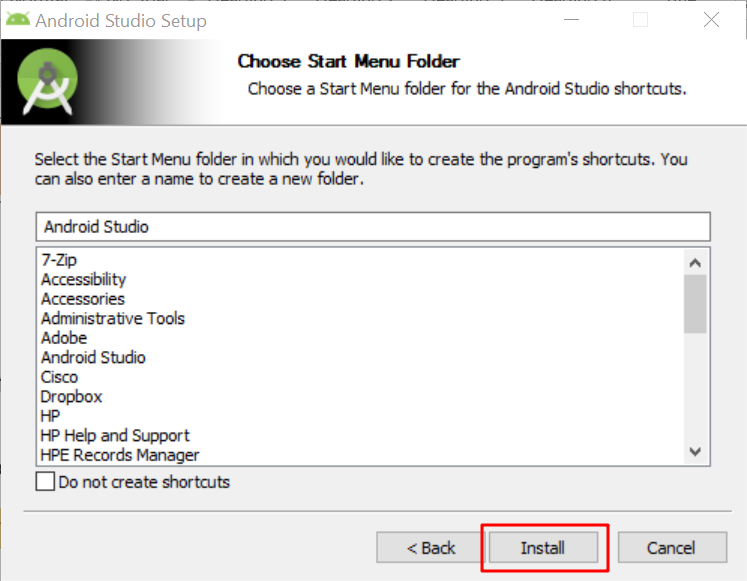 Android Studio Setup
Choose Start Menu Folder
Choose a Start Menu folder for the Android Studio shortcuts.
Select the Start Menu folder in which you would like to create the program's shortcuts. You
can also enter a name to create a new folder.
Android Studio
7-Zip
Accessibility
Accessories
Administrative Tools
Adobe
Android Studio
Cisco
Dropbox
HP
HP Help and Support
HPE Records Manager
Do not create shortcuts
< Back Install Cancel